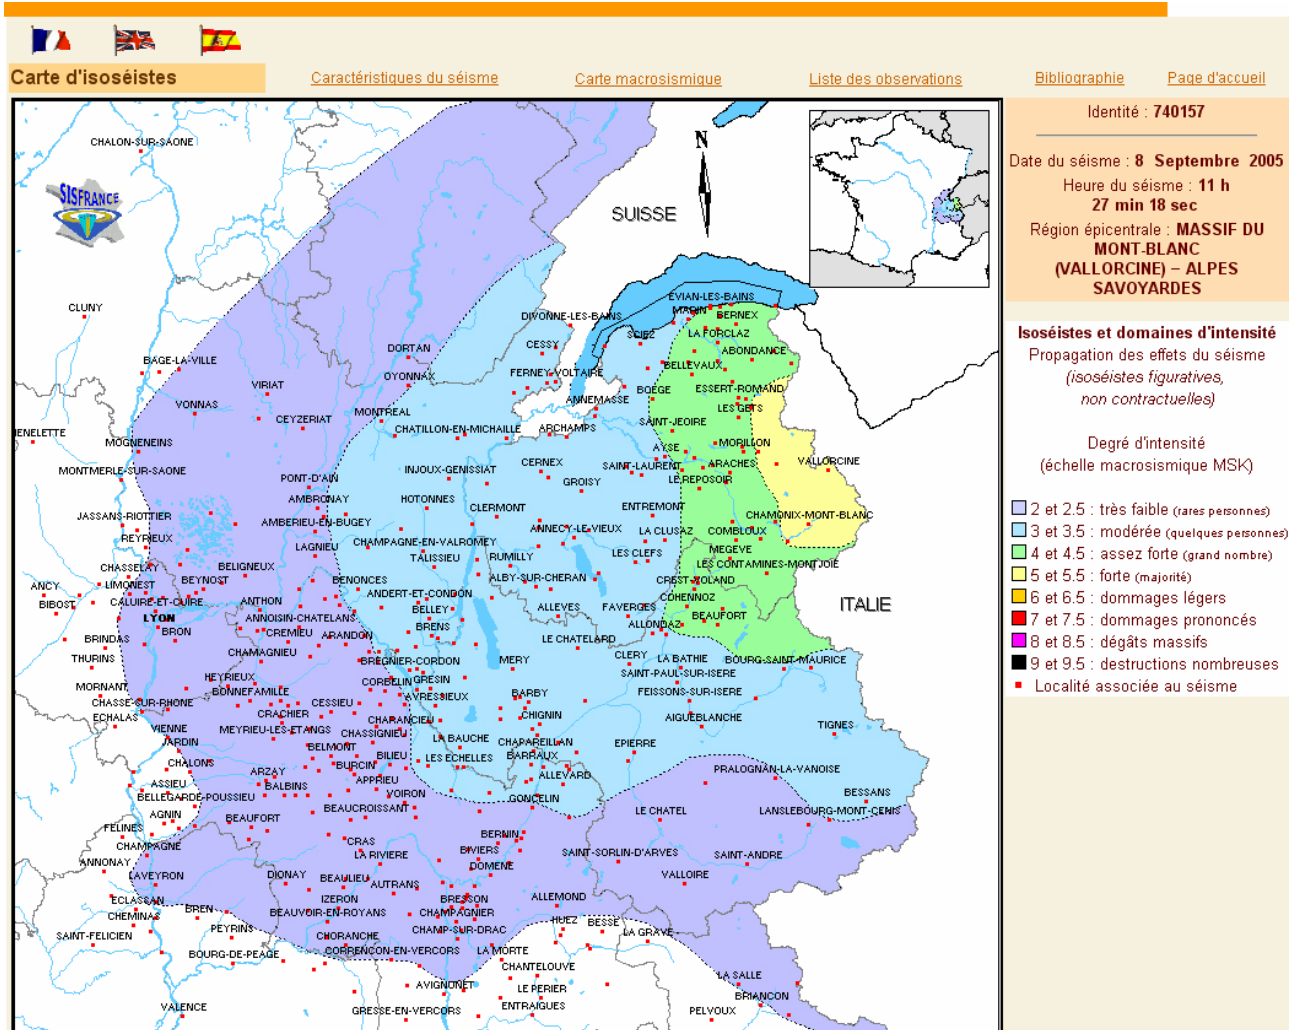 Carte d'isoséistes
Caractéristiques du séisme
Carte macrosismique
Liste des observations
Bibliographie
Page d'accueil
Identité : 740157
Date du séisme : 8 Septembre 2005
Heure du séisme : 11 h
27 min 18 sec
Région épicentrale : MASSIF DU
MONT-BLANC
(VALLORCINE) – ALPES
SAVOYARDES
Isoséistes et domaines d'intensité
Propagation des effets du séisme
(isoséistes figuratives,
non contractuelles)
Degré d'intensité
(échelle macrosismique MSK)
2 et 2.5 : très faible (rares personnes)
3 et 3.5 : modérée (quelques personnes)
4 et 4.5 : assez forte (grand nombre)
5 et 5.5 : forte (majorité)
6 et 6.5 : dommages légers
7 et 7.5 : dommages prononcés
8 et 8.5 : dégâts massifs
9 et 9.5 : destructions nombreuses
Localité associée au séisme
CHALON-SUR-SAONE
N
SISFRANCE
SUISSE
EVIAN-LES-BAINS
CLUNY
DIVONNE-LES-BAINS
MARIN
BERNEX
SCIEZ
LA FORCLAZ
CESSY
DORTAN
ABONDANCE
BAGE-LA-VILLE
BELLEVAUX
OYONNAX
FERNEY-VOLTAIRE
VIRIAT
BOEGE
ESSERT-ROMAND
ANNEMASSE
VONNAS
MONTREAL
LES GETS
CEYZERIAT
SAINT-JEOIRE
CHATILLON-EN-MICHAILLE
ARCHAMPS
ENELETTE
MOGNENEINS
MORILLON
AYSE
MONTMERLE-SUR-SAONE
INJOUX-GENISSIAT
CERNEX
SAINT-LAURENT
ARACHES
VALLORCINE
PONT-D'AIN
GROISY
LE REPOSOIR
AMBRONAY
HOTONNES
CLERMONT
ENTREMONT
JASSANS-RIOTTIER
CHAMONIX-MONT-BLANC
AMBERIEU-EN-BUGEY
ANNECY-LE-VIEUX
LA CLUSAZ
COMBLOUX
REYRIEUX
CHAMPAGNE-EN-VALROMEY
LAGNIEU
MEGEVE
TALISSIEU
RUMILLY
LES CLEFS
CHASSELAY
BELIGNEUX
LES CONTAMINES-MONTJOIE
ANCY
LIMONEST
BEYNOST
BENONCES
ALBY-SUR-CHERAN
CREST-VOLAND
ANDERT-ET-CONDON
BIBOST
CALUIRE-ET-CUIRE
ANTHON
COHENNOZ
ITALIE
BELLEY
ALLEVES
FAVERGES
LYON
ANNOISIN-CHATELANS
BEAUFORT
BRENS
ALLONDAZ
BRON
CREMIEU
ARANDON
BRINDAS
LE CHATELARD
CHAMAGNIEU
THURINS
BREGNIER-CORDON
MERY
CLERY
LA BATHIE
BOURG-SAINT-MAURICE
HEYRIEUX
GRESIN
SAINT-PAUL-SUR-ISERE
MORNANT
CORBELIN
BONNEFAMILLE
AVRESSIEUX
BARBY
FEISSONS-SUR-ISERE
CHASSE-SUR-RHONE
CESSIEU
ECHALAS
CRACHIER
CHARANCIEU
CHIGNIN
AIGUEBLANCHE
VIENNE
MEYRIEU-LES-ETANGS
CHASSIGNIEU
TIGNES
JARDIN
LA BAUCHE
CHAPAREILLAN
EPIERRE
BELMONT
BILIEU
LES ECHELLES
BARRAUX
CHALONS
BURCIN
ARZAY
PRALOGNAN-LA-VANOISE
ASSIEU
APPRIEU
ALLEVARD
BALBINS
VOIRON
BESSANS
BELLEGARDE-POUSSIEU
GONCELIN
BEAUCROISSANT
LE CHATEL
LANSLEBOURG-MONT-CENIS
AGNIN
BEAUFORT
FELINES
BERNIN
CRAS
CHAMPAGNE
BIVIERS
LA RIVIERE
SAINT-SORLIN-D'ARVES
SAINT-ANDRE
ANNONAY
DOMENE
LAVEYRON
DIONAY
BEAULIEU
AUTRANS
VALLOIRE
ECLASSAN
IZERON
BRESSON
ALLEMOND
BREN
CHEMINAS
BEAUVOIR-EN-ROYANS
CHAMPAGNIER
HUEZ
BESSE
PEYRINS
CHAMP-SUR-DRAC
LA GRAVE
SAINT-FELICIEN
CHORANCHE
BOURG-DE-PEAGE
CORRENCON-EN-VERCORS
LA MORTE
CHANTELOUVE
LA SALLE
AVIGNONET
LE PERIER
BRIANCON
VALENCE
GRESSE-EN-VERCORS
ENTRAIGUES
PELVOUX